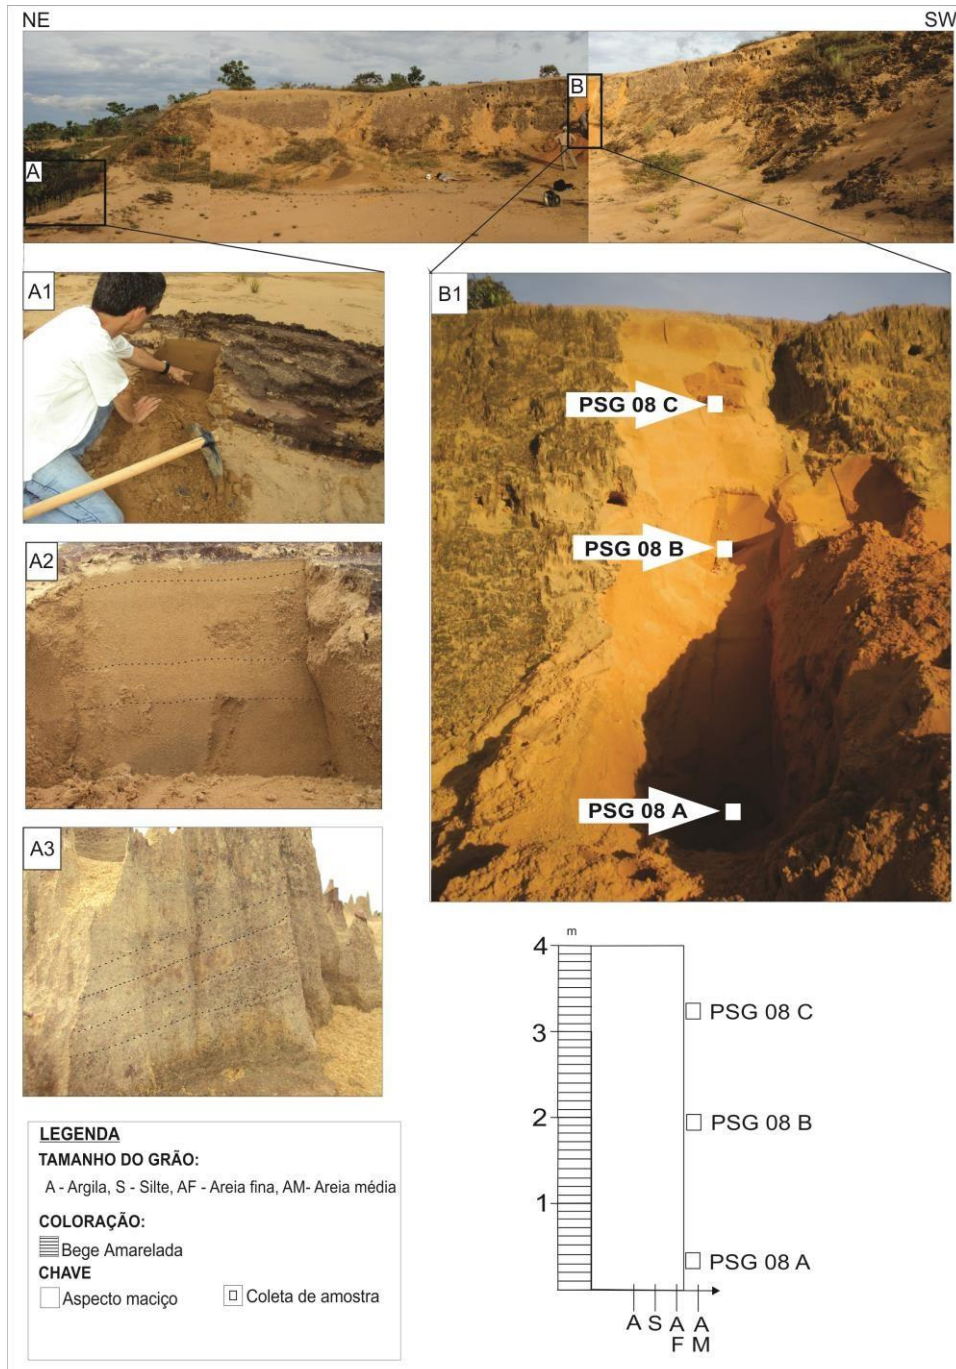 NE
SW
A
B
A1
B1
PSG 08 C
PSG 08 B
PSG 08 A
A2
A3
m
4
3
2
1
PSG 08 C
PSG 08 B
PSG 08 A
A S A A
F M
LEGENDA
TAMANHO DO GRÃO:
A - Argila, S - Silte, AF - Areia fina, AM- Areia média
COLORAÇÃO:
Bege Amarelada
CHAVE
Aspecto maciço
Coleta de amostra